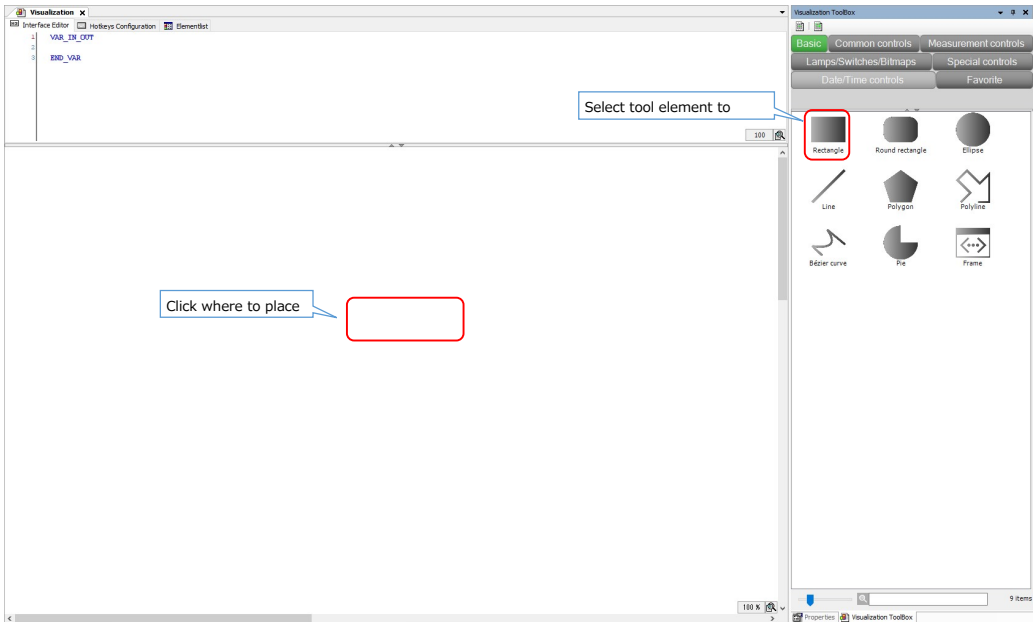 Visualization X
Visualization ToolBox
Interface Editor Hotkeys Configuration Elementlist
1 VAR_IN_OUT
2
3 END_VAR
Basic Common controls Measurement controls
Lamps/Switches/Bitmaps Special controls
Date/Time controls Favorite
Select tool element to
100
Rectangle Round rectangle Ellipse
Line Polygon Polyline
Bézier curve Pie Frame
Click where to place
100 %
9 items
Properties Visualization ToolBox